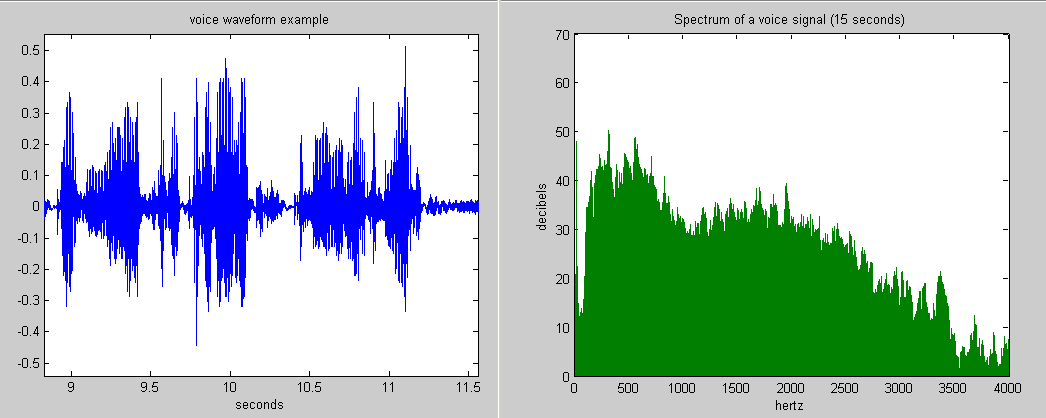 voice waveform example
0.5
0.4
0.3
0.2
0.1
0
-0.1
-0.2
-0.3
-0.4
-0.5
9 9.5 10 10.5 11 11.5
seconds
Spectrum of a voice signal (15 seconds)
decibels
70
60
50
40
30
20
10
0
0 500 1000 1500 2000 2500 3000 3500 4000
hertz